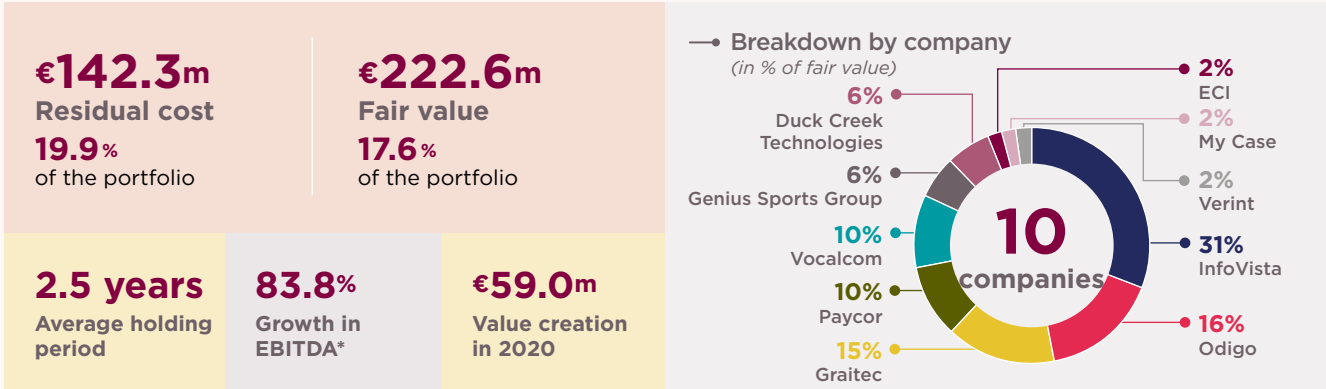 €142.3m
Residual cost
19.9%
of the portfolio
€222.6m
Fair value
17.6%
of the portfolio
2.5 years
Average holding
period
83.8%
Growth in
EBITDA*
€59.0m
Value creation
in 2020
Breakdown by company
(in % of fair value)
6%
Duck Creek
Technologies
6%
Genius Sports Group
10%
Vocalcom
10%
Paycor
15%
Graitec
10
companies
2%
ECI
2%
My Case
2%
Verint
31%
InfoVista
16%
Odigo